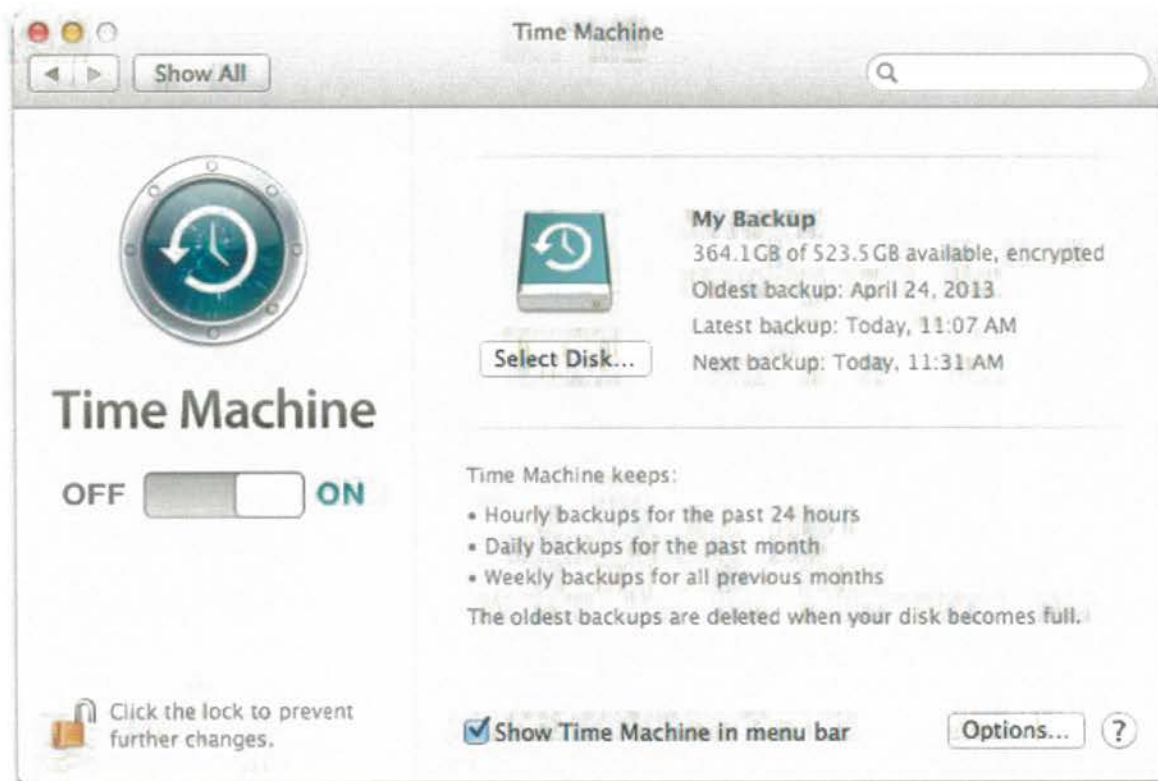 Time Machine
Show All
My Backup
364.1GB of 523.5GB available, encrypted
Oldest backup: April 24, 2013
Latest backup: Today, 11:07 AM
Next backup: Today, 11:31 AM
Select Disk...
Time Machine
OFF ON
Time Machine keeps:
• Hourly backups for the past 24 hours
• Daily backups for the past month
• Weekly backups for all previous months
The oldest backups are deleted when your disk becomes full.
Click the lock to prevent
further changes.
Show Time Machine in menu bar
Options... ?